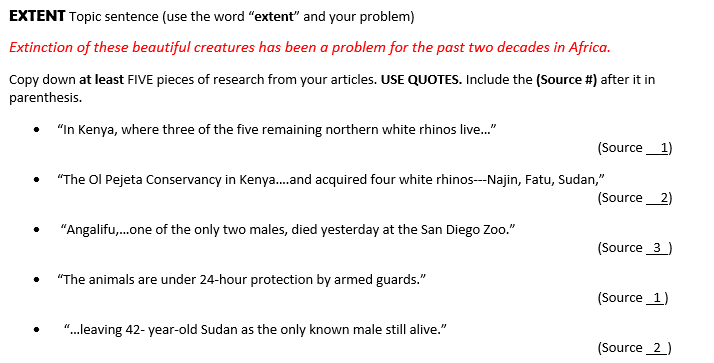 EXTENT Topic sentence (use the word “extent” and your problem)
Extinction of these beautiful creatures has been a problem for the past two decades in Africa.
Copy down at least FIVE pieces of research from your articles. USE QUOTES. Include the (Source #) after it in
parenthesis.
• “In Kenya, where three of the five remaining northern white rhinos live…”
(Source __1)
• “The Ol Pejeta Conservancy in Kenya….and acquired four white rhinos---Najin, Fatu, Sudan,”
(Source __2)
• “Angalifu,…one of the only two males, died yesterday at the San Diego Zoo.”
(Source _3_)
• “The animals are under 24-hour protection by armed guards.”
(Source _1_)
• “…leaving 42- year-old Sudan as the only known male still alive.”
(Source _2_)